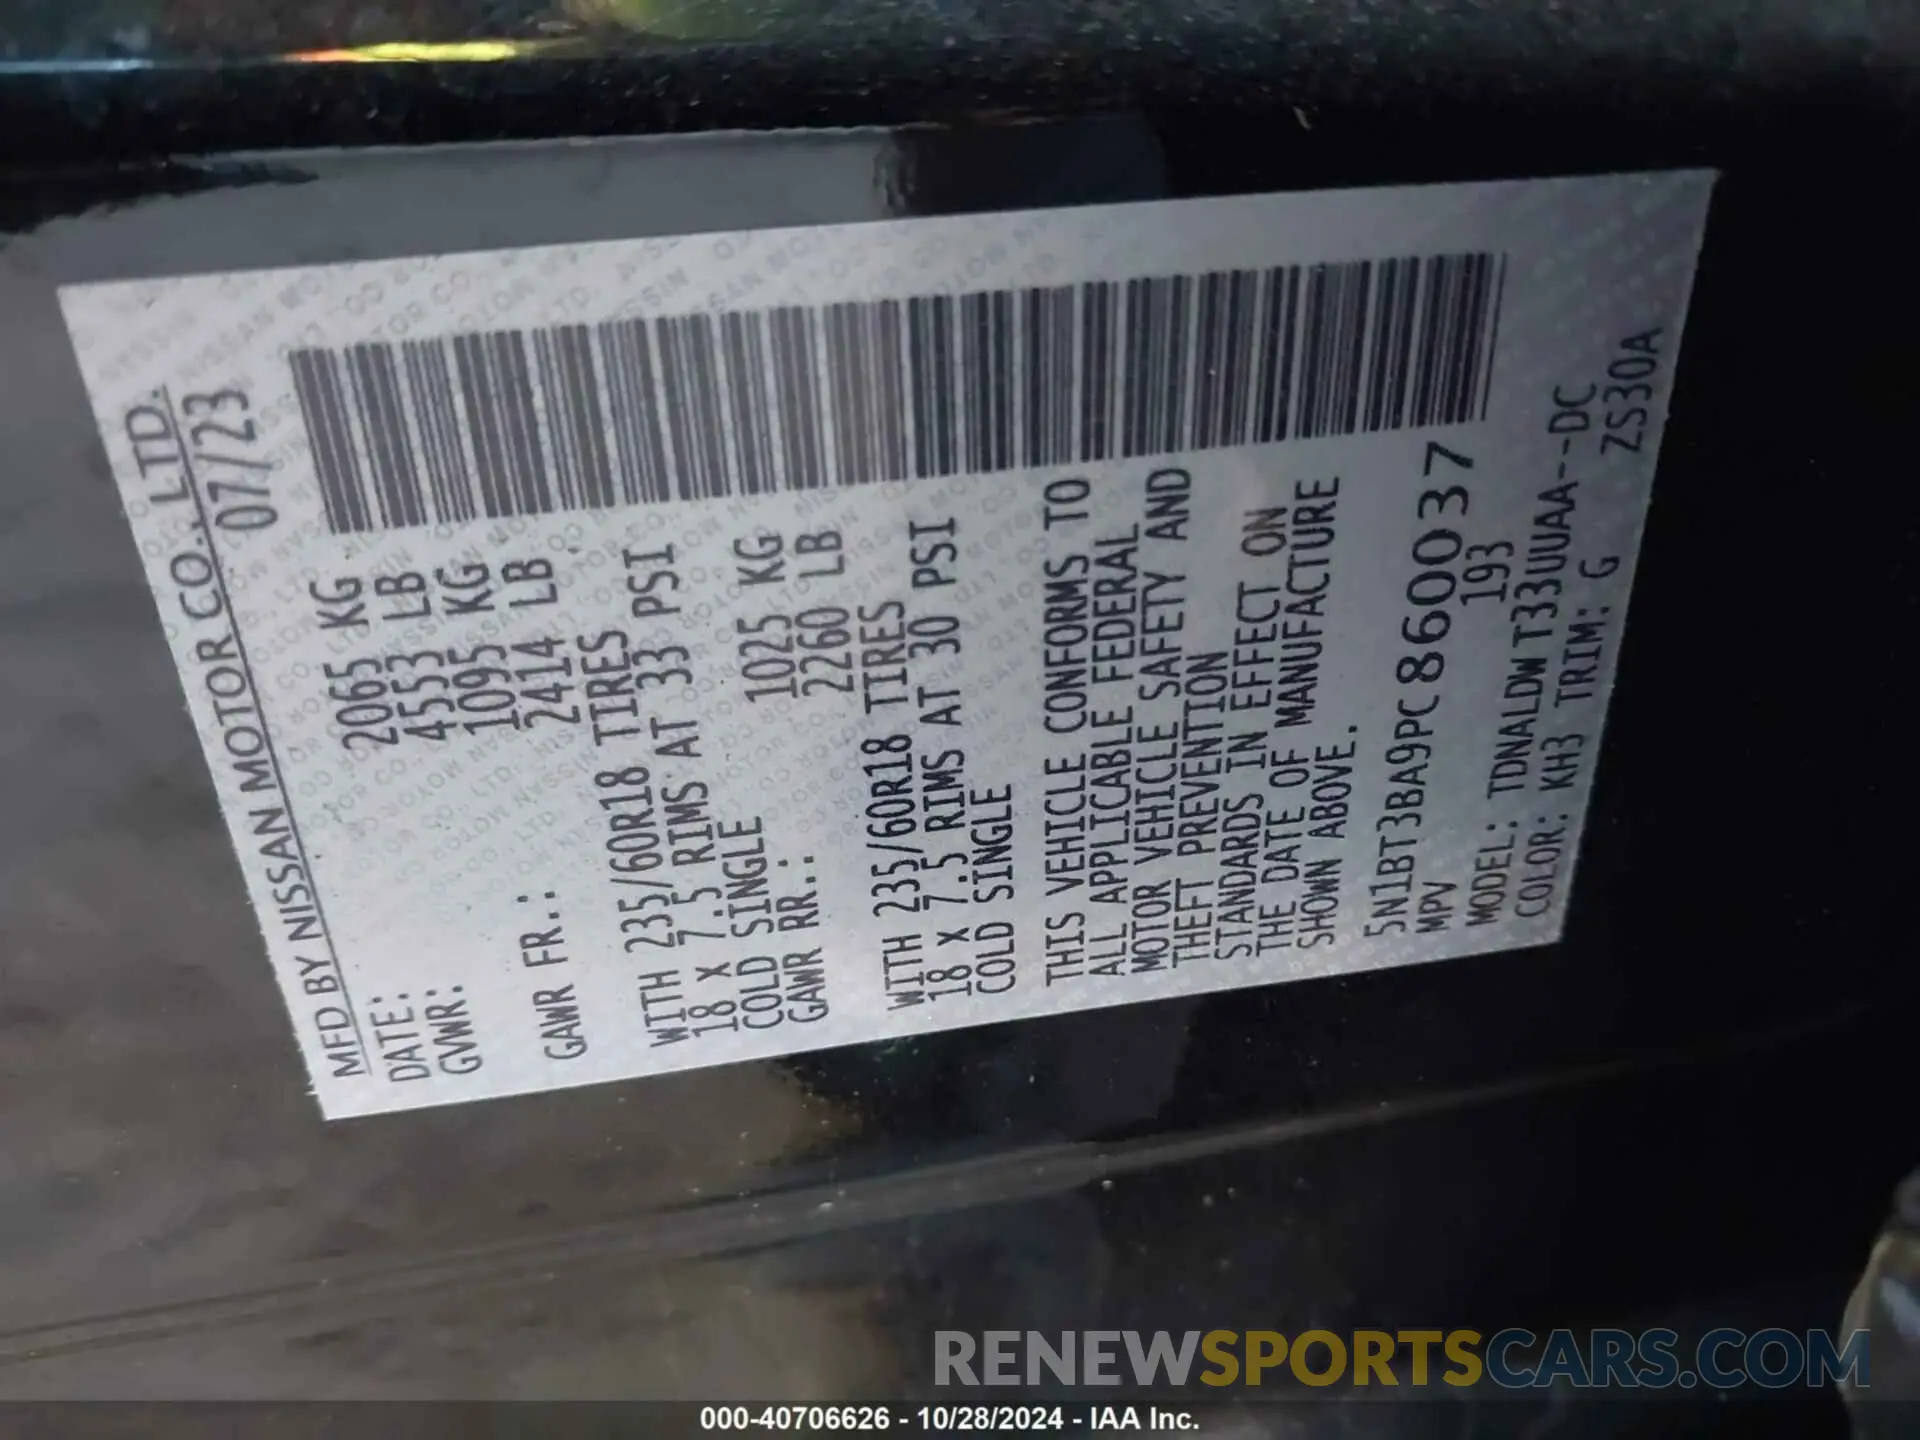 MFD BY NISSAN MOTOR CO., LTD.
DATE: 07/23
GVWR: 2065 KG
4553 LB
GAWR FR.: 1095 KG
2414 LB
WITH 235/60R18 TIRES
18 X 7.5 RIMS AT 33 PSI
COLD SINGLE
GAWR RR.: 1025 KG
2260 LB
WITH 235/60R18 TIRES
18 X 7.5 RIMS AT 30 PSI
COLD SINGLE
THIS VEHICLE CONFORMS TO
ALL APPLICABLE FEDERAL
MOTOR VEHICLE SAFETY AND
THEFT PREVENTION
STANDARDS IN EFFECT ON
THE DATE OF MANUFACTURE
SHOWN ABOVE.
5N1BT3BA9PC860037
MPV 193
MODEL: TDNALDW T33UUAA--DC
COLOR: KH3 TRIM: G ZS30A
RENEWSPORTSCARS.COM
000-40706626 - 10/28/2024 - IAA Inc.